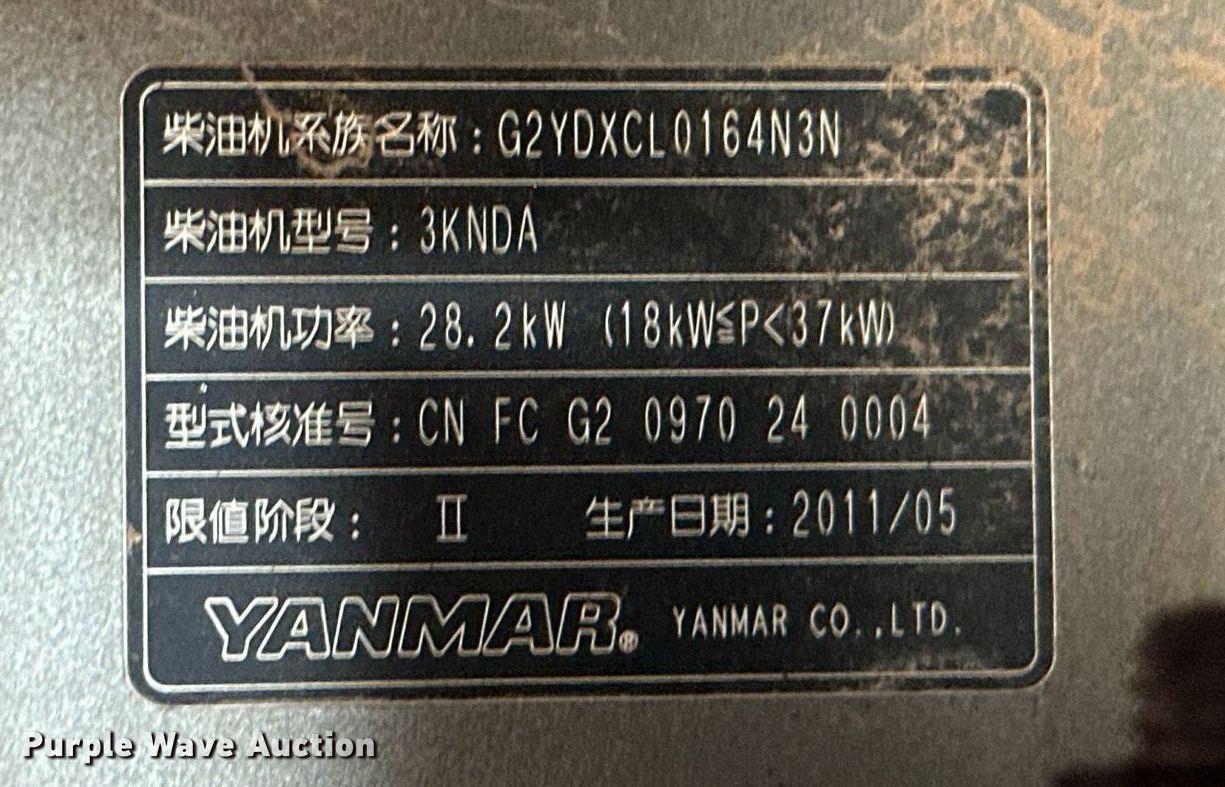 柴油机系族名称：G2YDXCL0164N3N
柴油机型号：3KNDA
柴油机功率：28.2kW (18kW≦P<37kW)
型式核准号：CN FC G2 0970 24 0004
限值阶段： Ⅱ 生产日期：2011/05
YANMAR® YANMAR CO.,LTD.
Purple Wave Auction